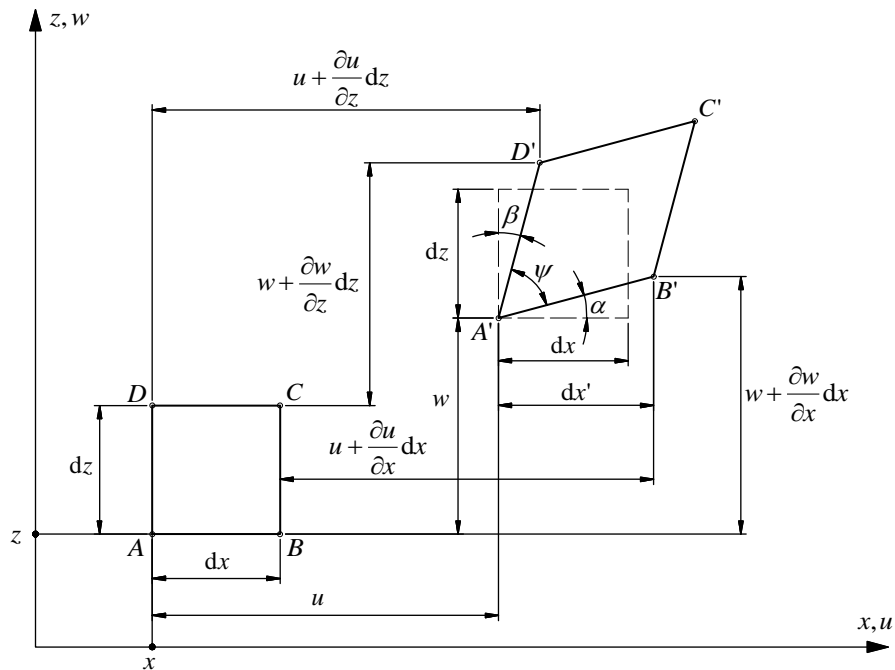 z, w
u + ∂u/∂z dz
C'
D'
β
dz
w + ∂w/∂z dz
ψ
B'
α
A'
dx
D
C
w
dx'
w + ∂w/∂x dx
u + ∂u/∂x dx
dz
z
A
B
dx
u
x, u
x